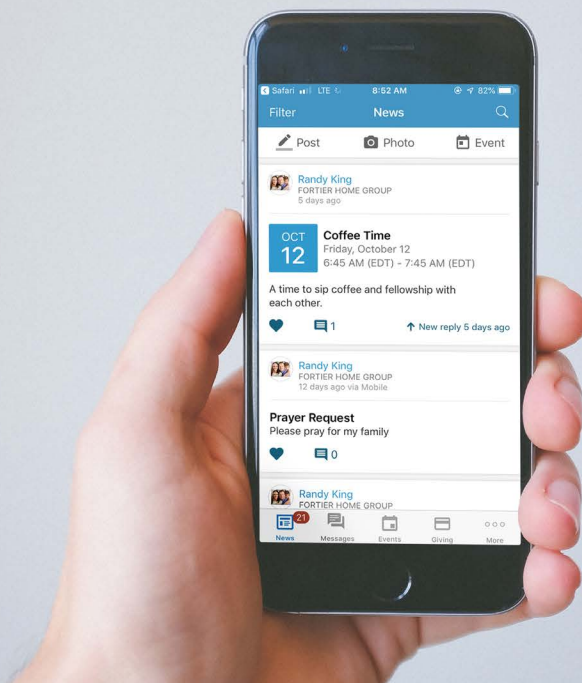 Safari LTE 8:52 AM 82%
Filter News
Post Photo Event
Randy King
FORTIER HOME GROUP
5 days ago
OCT
12
Coffee Time
Friday, October 12
6:45 AM (EDT) - 7:45 AM (EDT)
A time to sip coffee and fellowship with
each other.
1 New reply 5 days ago
Randy King
FORTIER HOME GROUP
12 days ago via Mobile
Prayer Request
Please pray for my family
0
Randy King
FORTIER HOME GROUP
21
News Messages Events Giving More